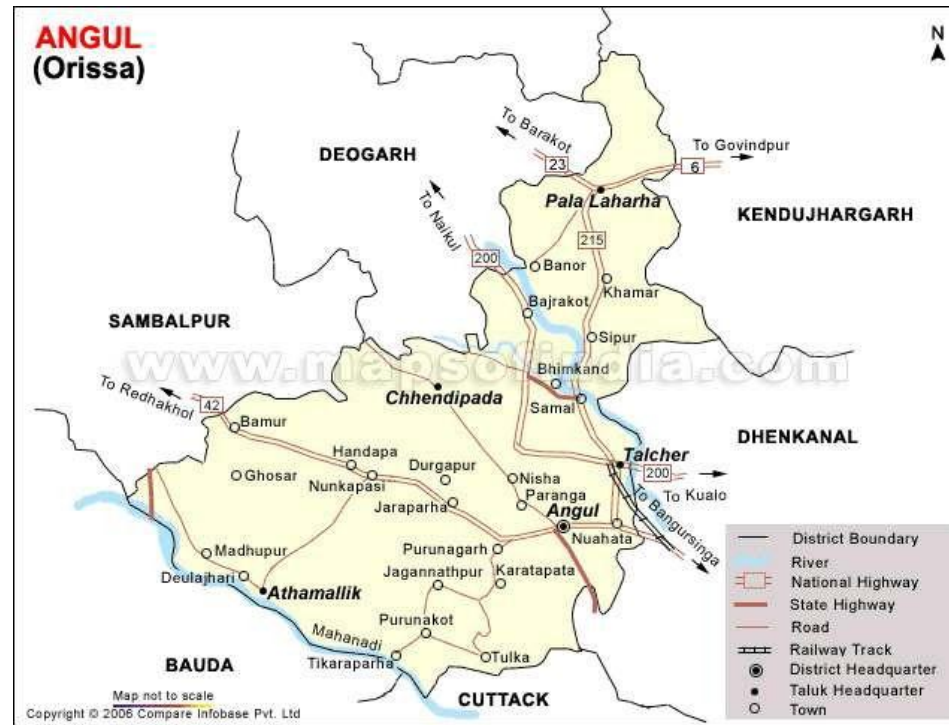 ANGUL
(Orissa)
N
To Barakot
To Govindpur
23
6
DEOGARH
Pala Laharha
To Naikul
KENDUJHARGARH
215
200
Banor
Khamar
Bajrakot
SAMBALPUR
Sipur
www.mapsofindia.com
Bhimkand
To Redhakhol
Chhendipada
Samal
42
Bamur
DHENKANAL
Handapa
Durgapur
Talcher
200
Ghosar
Nunkapasi
Nisha
To Kualo
Paranga
To Bangursinga
Jaraparha
Angul
Nuahata
Madhupur
Purunagarh
Deulajhari
Jagannathpur
Karatapata
Athamallik
Purunakot
Mahanadi
Tikaraparha
Tulka
BAUDA
CUTTACK
District Boundary
River
National Highway
State Highway
Road
Railway Track
District Headquarter
Taluk Headquarter
Town
Map not to scale
Copyright © 2006 Compare Infobase Pvt. Ltd